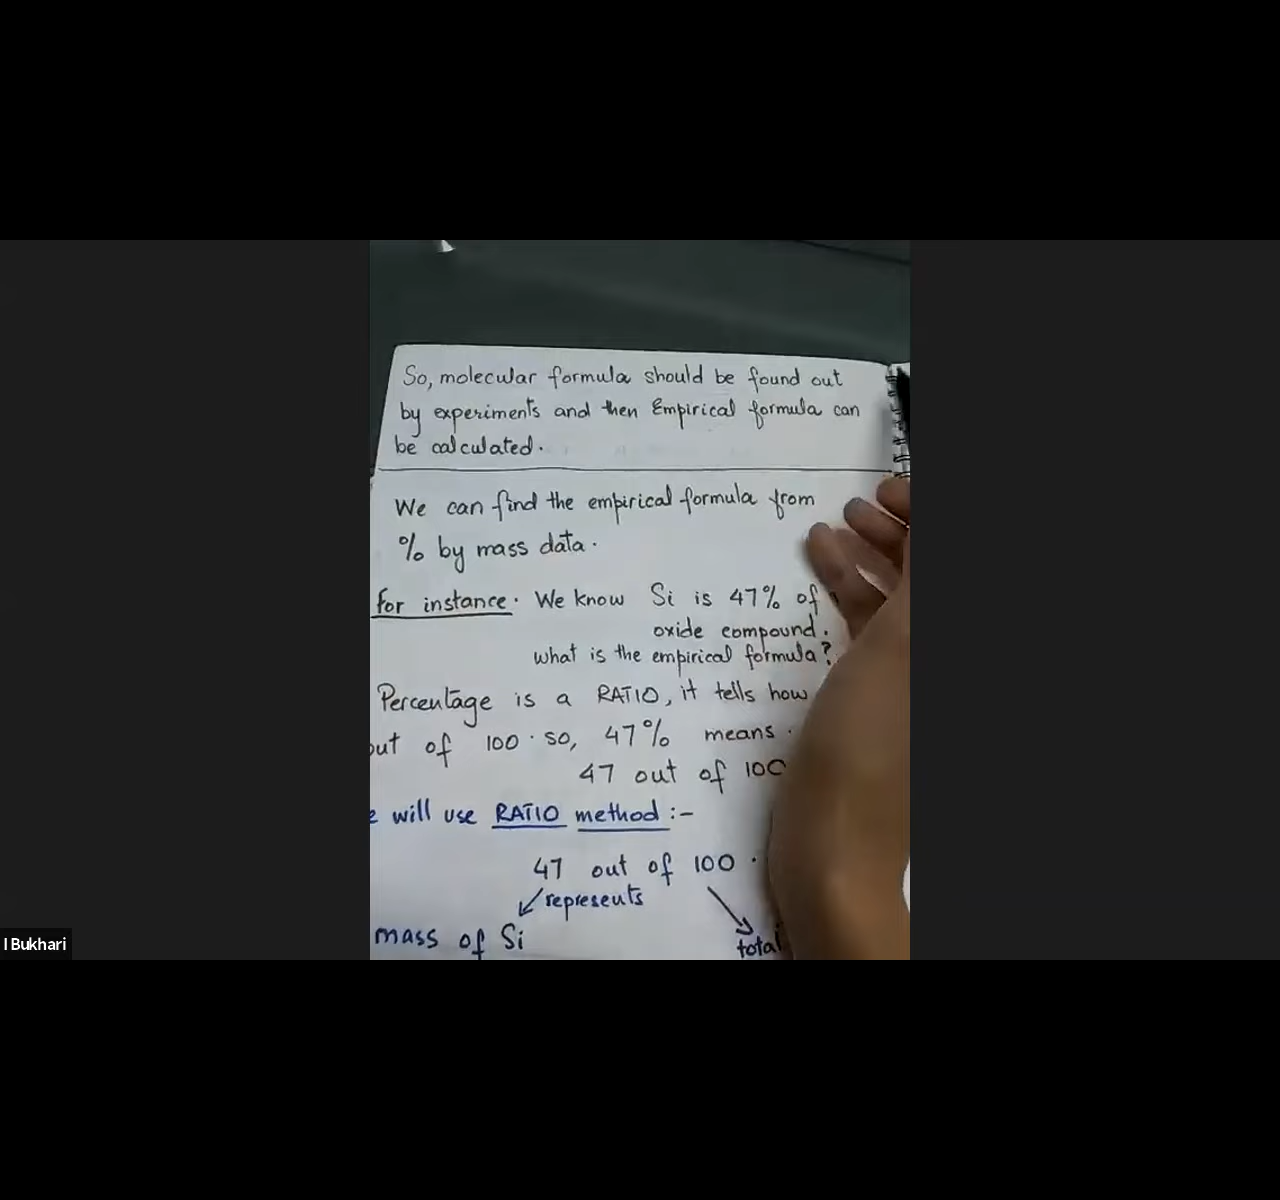 So, molecular formula should be found out
by experiments and then Empirical formula can
be calculated.
We can find the empirical formula from
% by mass data.
For instance. We know Si is 47% of
oxide compound.
what is the empirical formula?
Percentage is a RATIO, it tells how
out of 100. so, 47% means
47 out of 100
will use RATIO method :-
47 out of 100.
represents
mass of Si
total
I Bukhari